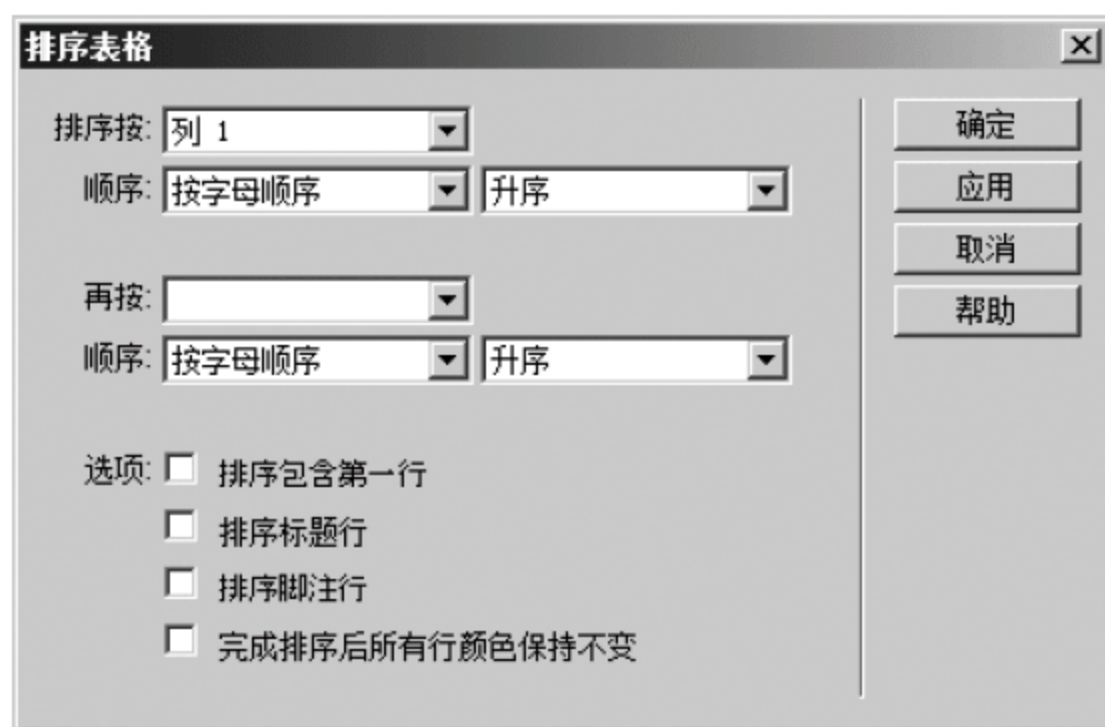 排序表格
排序按: 列 1
确定
顺序: 按字母顺序 升序
应用
取消
再按:
帮助
顺序: 按字母顺序 升序
选项: 排序包含第一行
排序标题行
排序脚注行
完成排序后所有行颜色保持不变